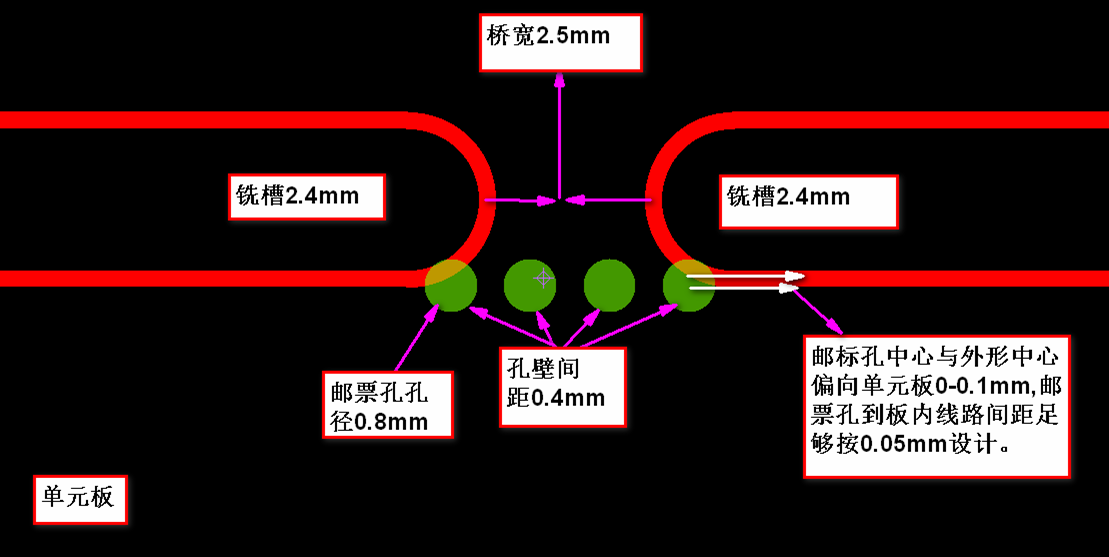 桥宽2.5mm
铣槽2.4mm
铣槽2.4mm
邮票孔孔
径0.8mm
孔壁间
距0.4mm
邮标孔中心与外形中心
偏向单元板0-0.1mm,邮
票孔到板内线路间距足
够按0.05mm设计。
单元板